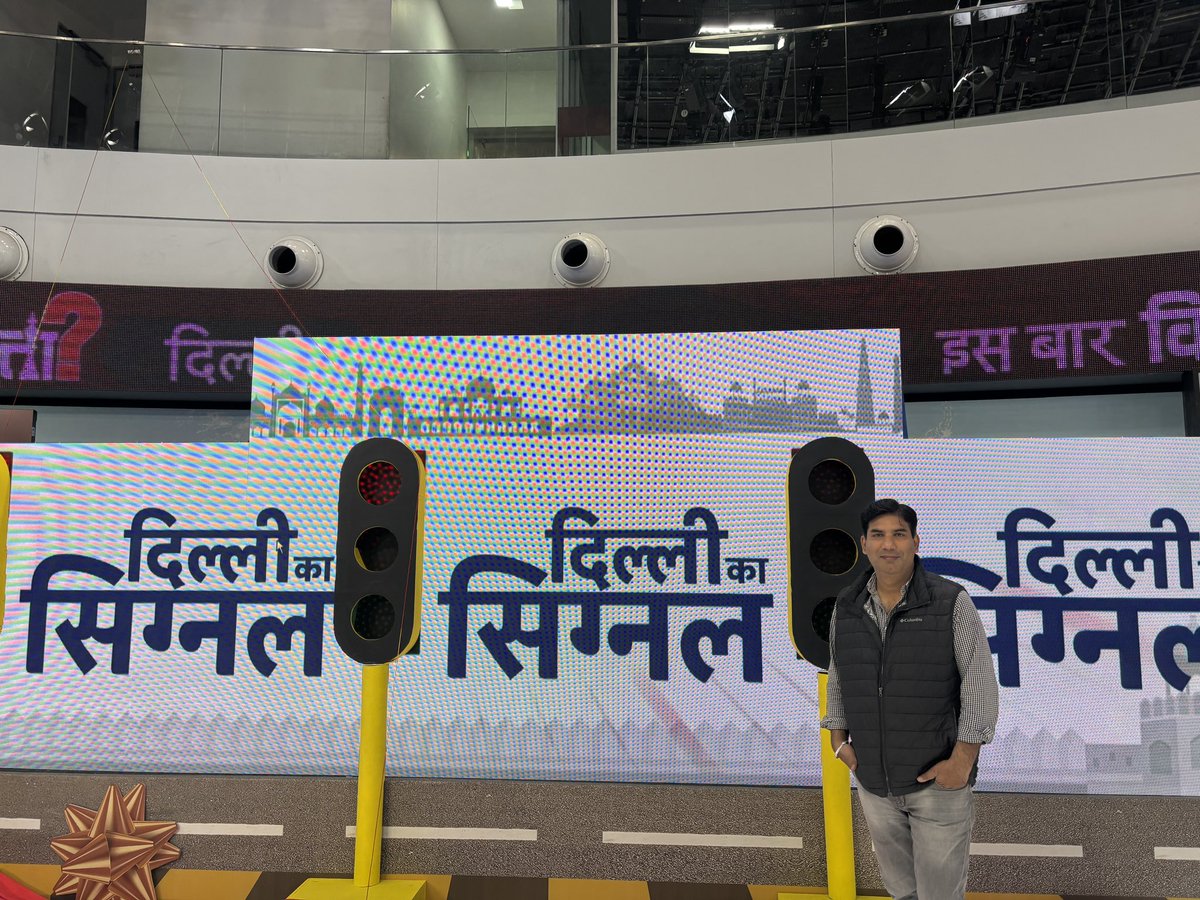 दिल्ली
इस बार
दिल्ली का
सिग्नल
दिल्ली का
सिग्नल
दिल्ली
सिग्नल
Columbia